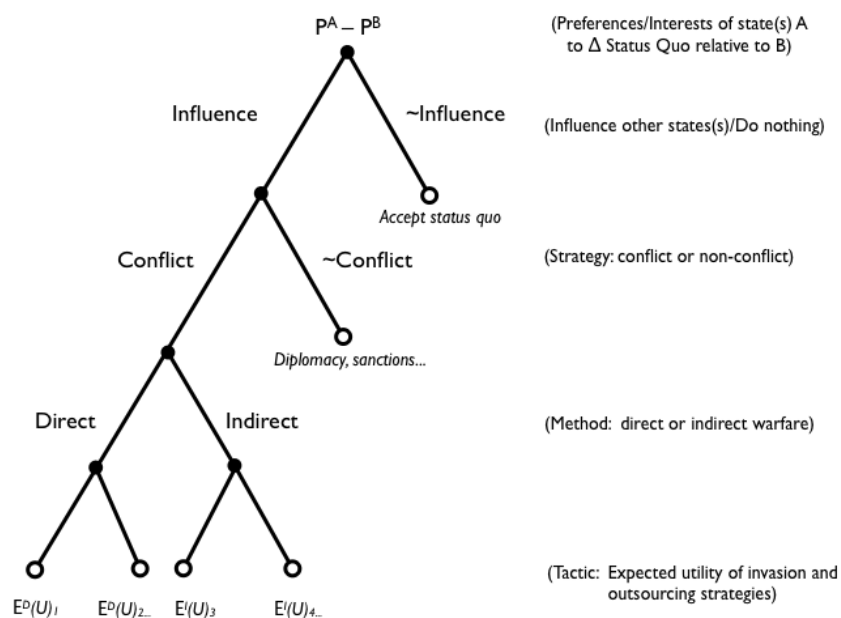 Pᴬ – Pᴮ
(Preferences/Interests of state(s) A
to Δ Status Quo relative to B)
Influence
~Influence
(Influence other states(s)/Do nothing)
Accept status quo
Conflict
~Conflict
(Strategy: conflict or non-conflict)
Diplomacy, sanctions...
Direct
Indirect
(Method: direct or indirect warfare)
(Tactic: Expected utility of invasion and
outsourcing strategies)
Eᴰ(U)₁
Eᴰ(U)₂...
Eᴵ(U)₃
Eᴵ(U)₄...